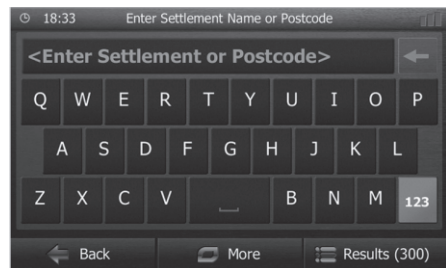 18:33 Enter Settlement Name or Postcode
<Enter Settlement or Postcode>
Q W E R T Y U I O P
A S D F G H J K L
Z X C V B N M 123
Back More Results (300)